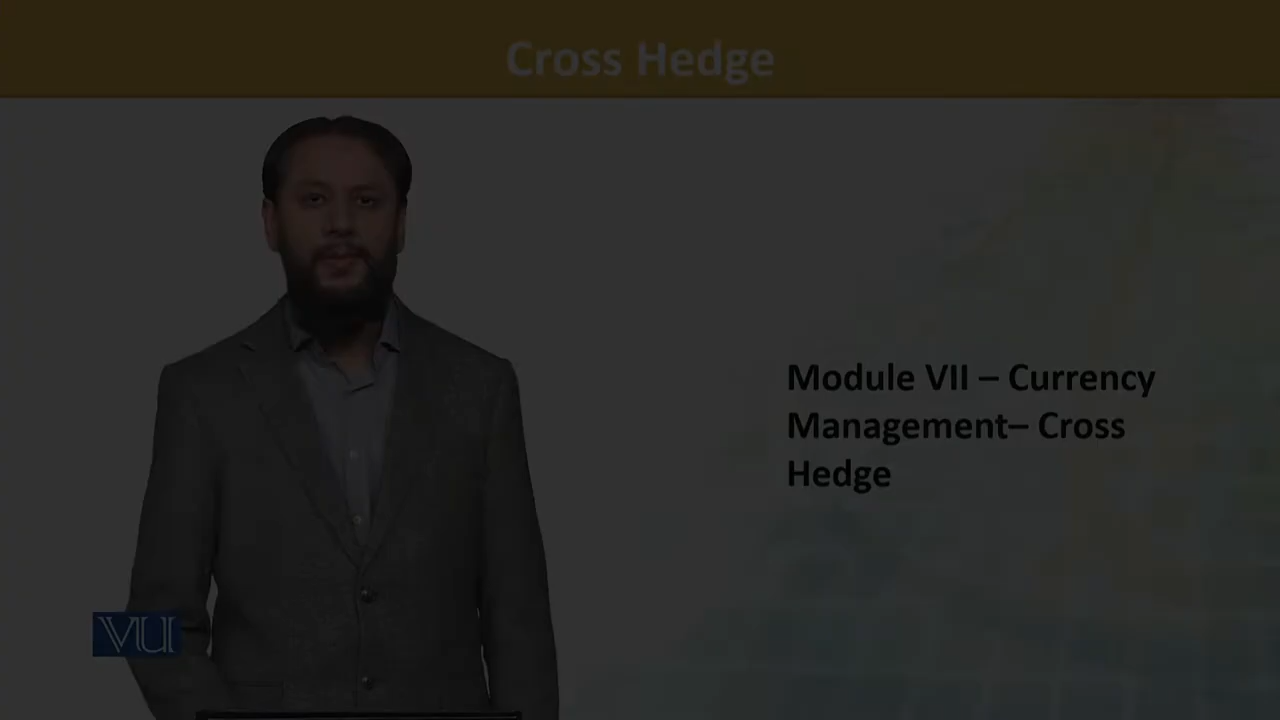 Cross Hedge
Module VII – Currency
Management– Cross
Hedge
VU